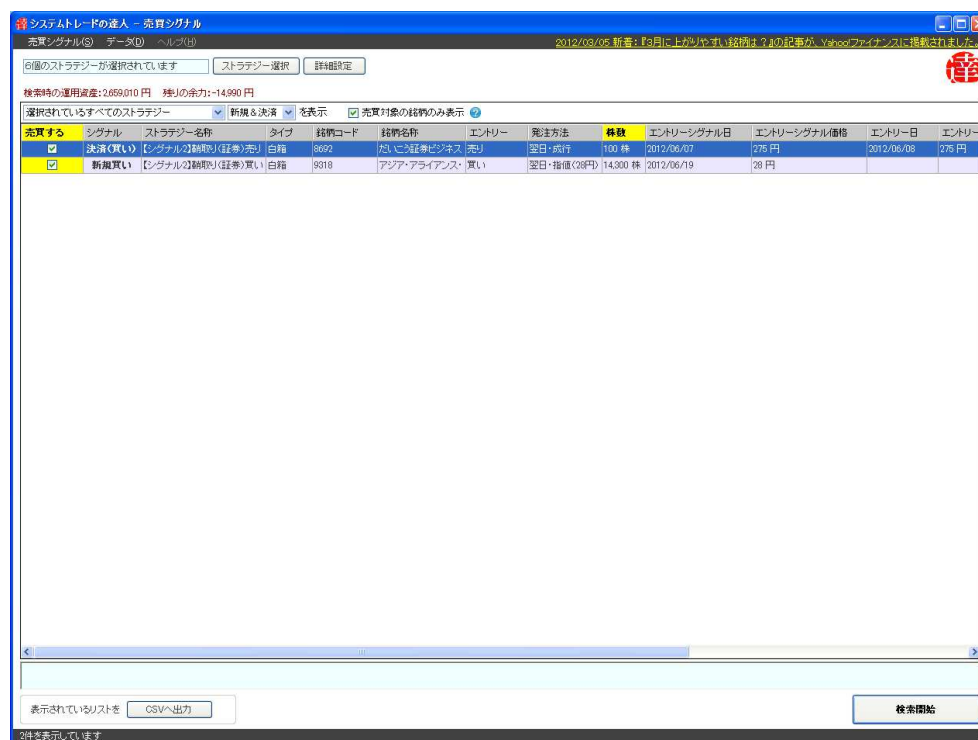 システムトレードの達人 - 売買シグナル
売買シグナル(S) データ(D) ヘルプ(H) 2012/03/05 新着:『3月に上がりやすい銘柄は?』の記事が、Yahoo!ファイナンスに掲載されました。
6個のストラテジーが選択されています ストラテジー選択 詳細設定
達
検索時の運用資産:2,659,010 円 残りの余力:-14,990 円
選択されているすべてのストラテジー 新規&決済 を表示 売買対象の銘柄のみ表示
売買する シグナル ストラテジー名称 タイプ 銘柄コード 銘柄名称 エントリー 発注方法 株数 エントリーシグナル日 エントリーシグナル価格 エントリー日 エントリー
決済(買い) 【シグナル2】鞘取り(証券)売り 白箱 8692 だいこう証券ビジネス 売り 翌日・成行 100 株 2012/06/07 275 円 2012/06/08 275 円
新規買い 【シグナル2】鞘取り(証券)買い 白箱 9318 アジア・アライアンス・ 買い 翌日・指値(28円) 14,300 株 2012/06/19 28 円
表示されているリストを CSVへ出力 検索開始
2件を表示しています